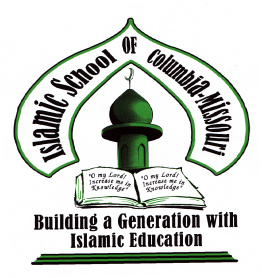 Islamic School OF Columbia-Missouri
"O my Lord!
Increase me in
Knowledge"
"O my Lord!
Increase me in
Knowledge"
Building a Generation with
Islamic Education